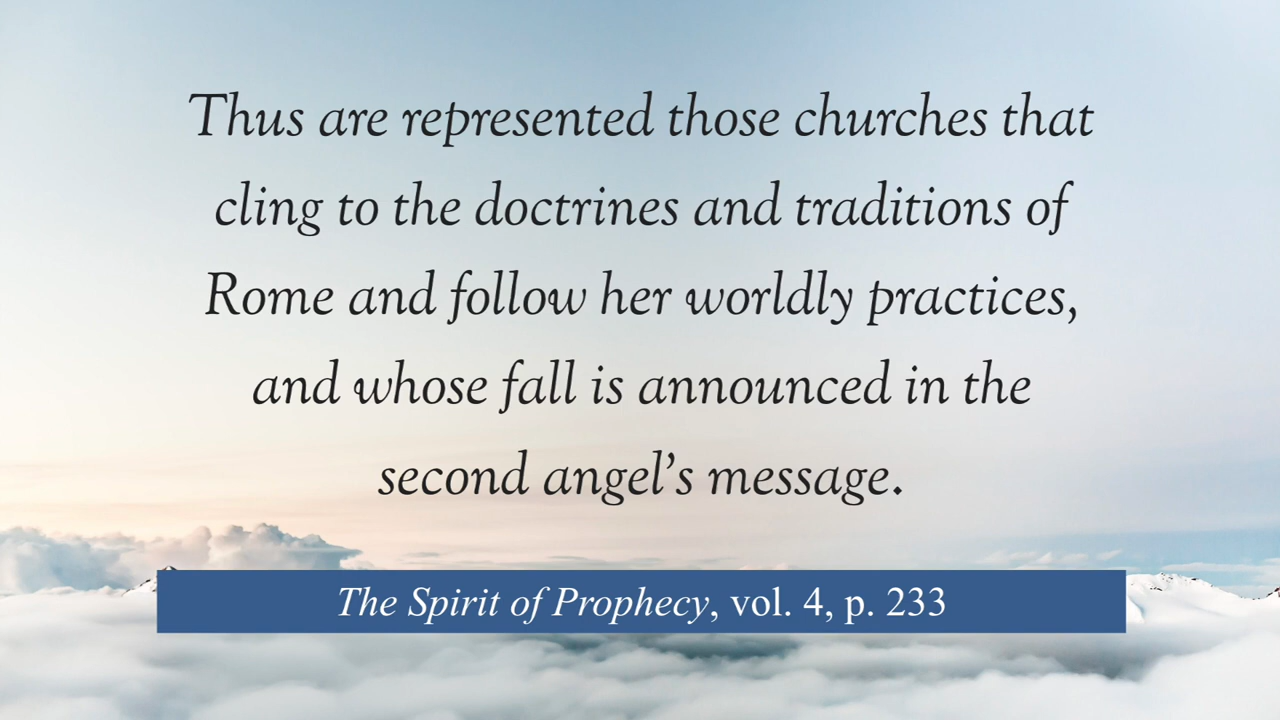 Thus are represented those churches that
cling to the doctrines and traditions of
Rome and follow her worldly practices,
and whose fall is announced in the
second angel’s message.
The Spirit of Prophecy, vol. 4, p. 233